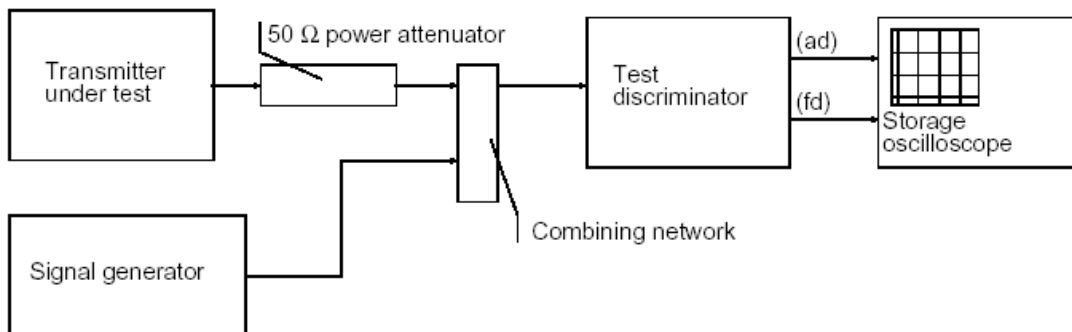 50 Ω power attenuator
Transmitter
under test
Test
discriminator
(ad)
(fd)
Storage
oscilloscope
Combining network
Signal generator